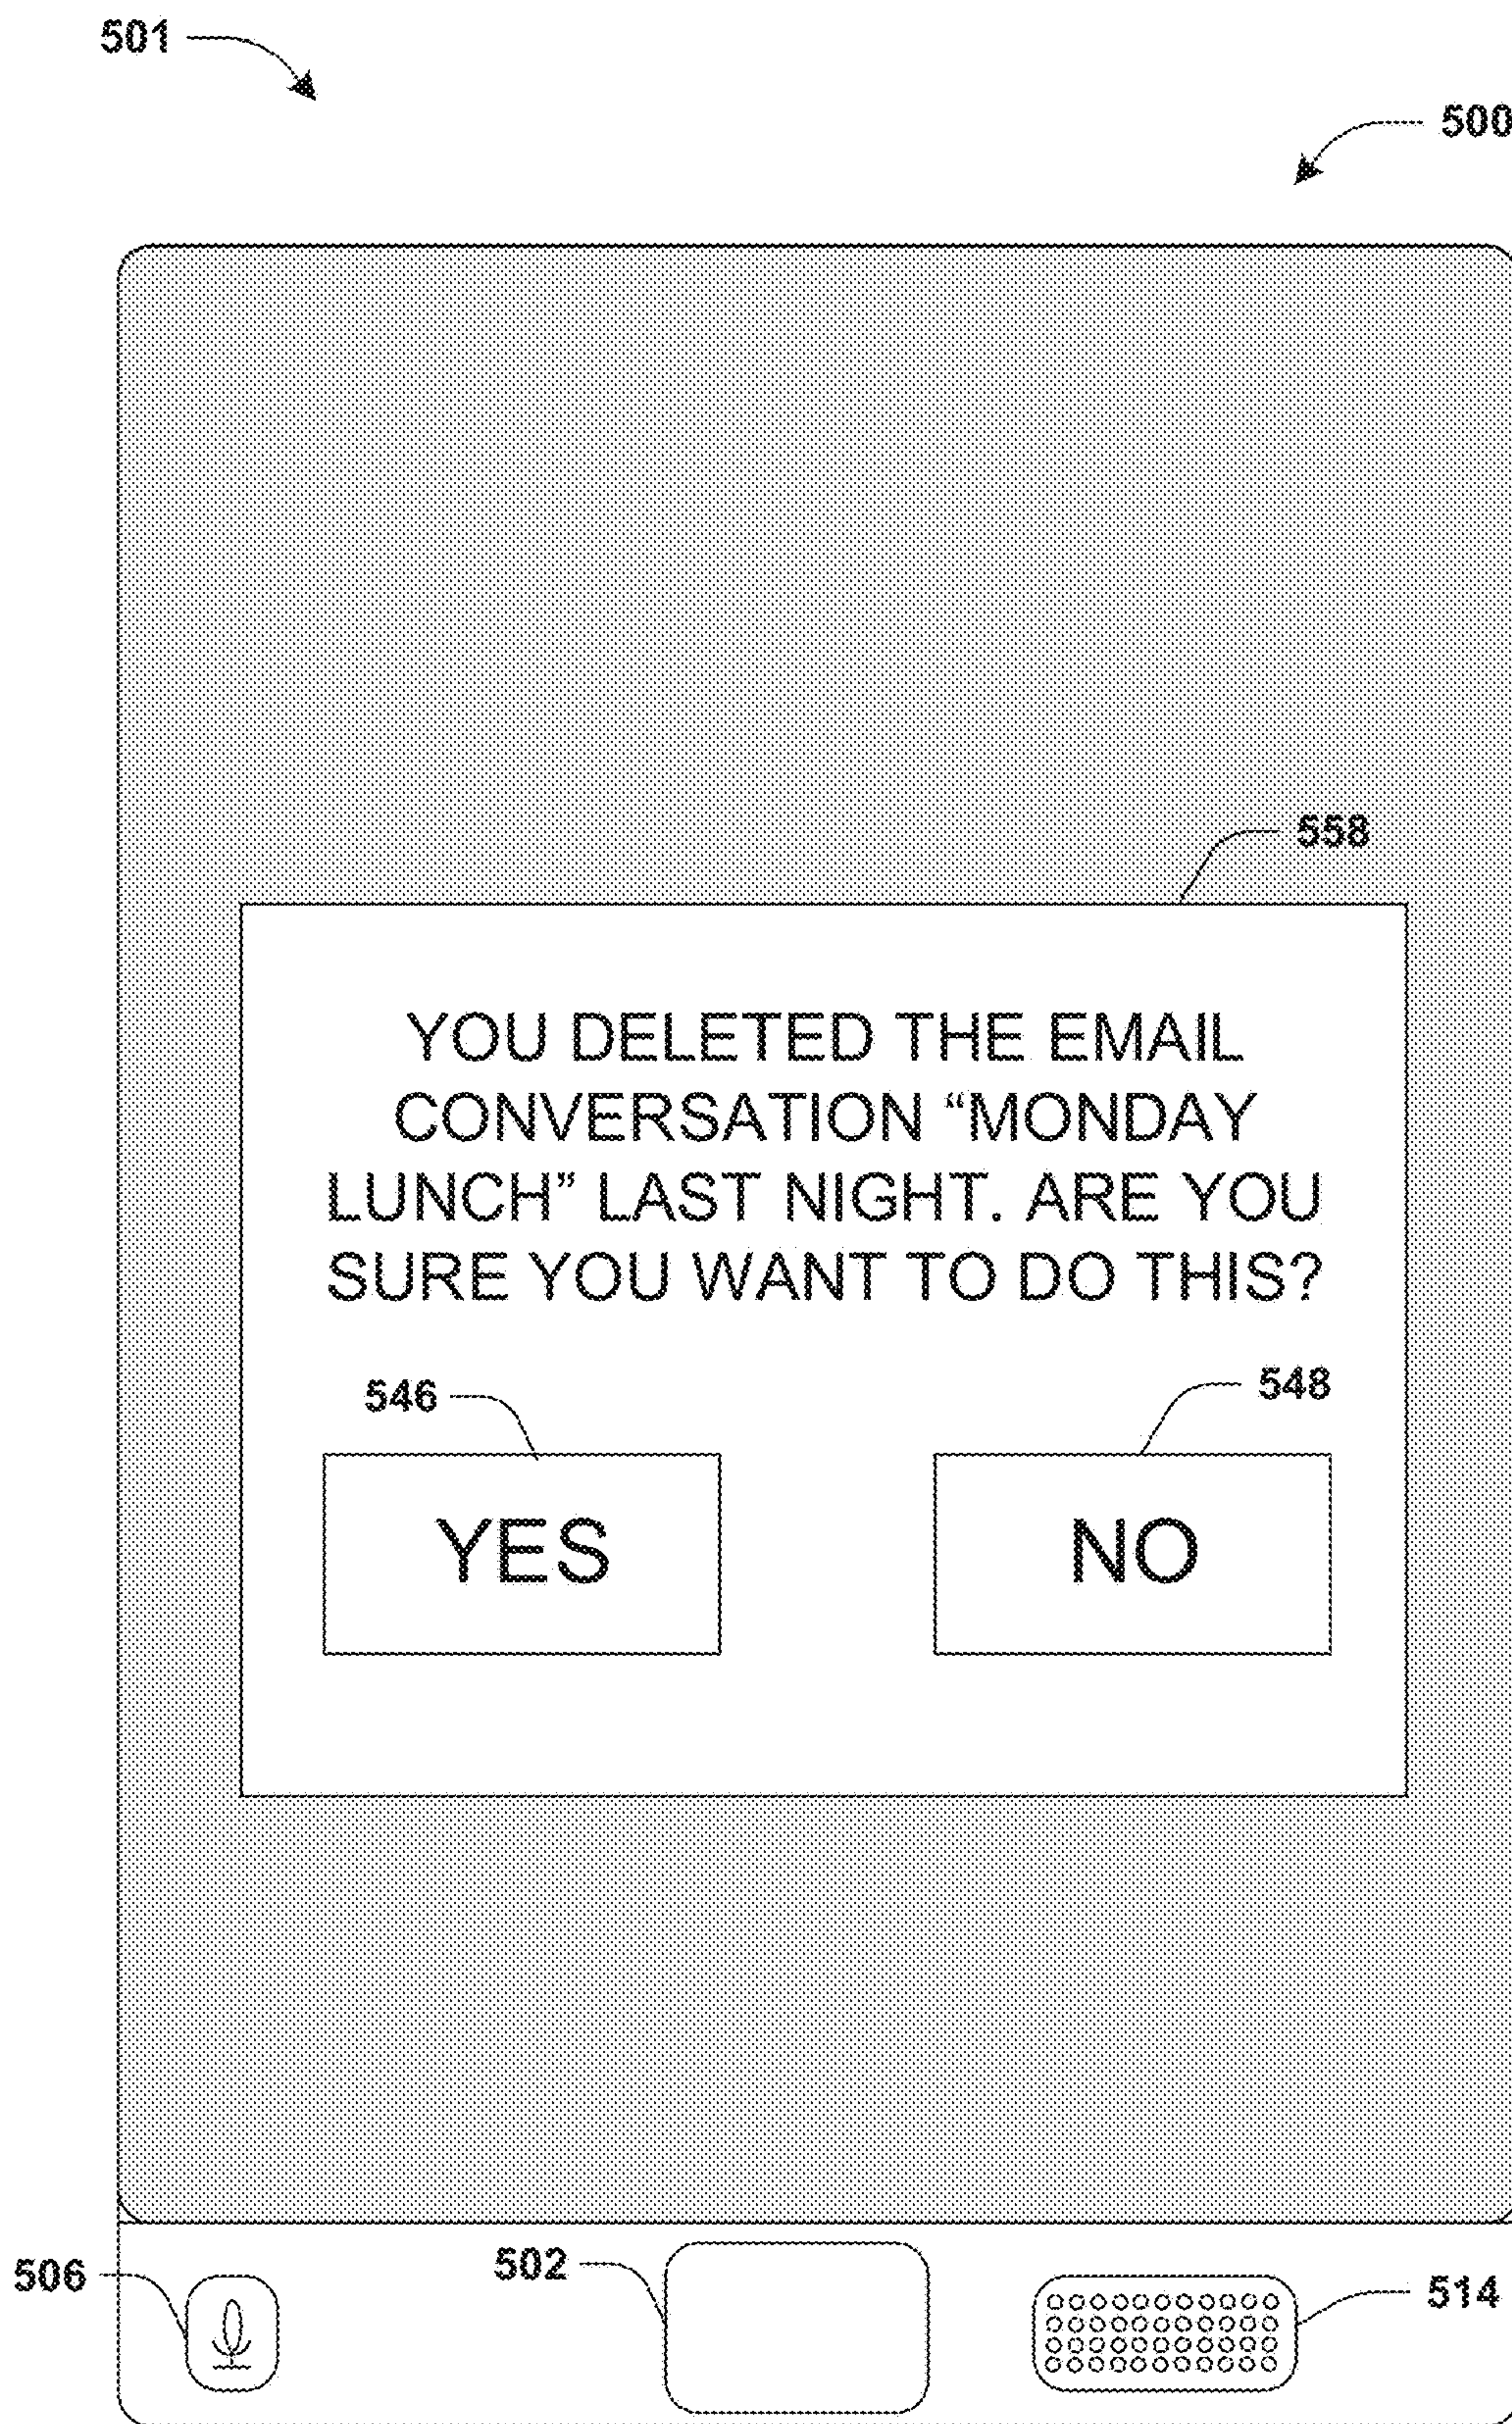 501
500
558
YOU DELETED THE EMAIL
CONVERSATION “MONDAY
LUNCH” LAST NIGHT. ARE YOU
SURE YOU WANT TO DO THIS?
546
548
YES
NO
506
502
514